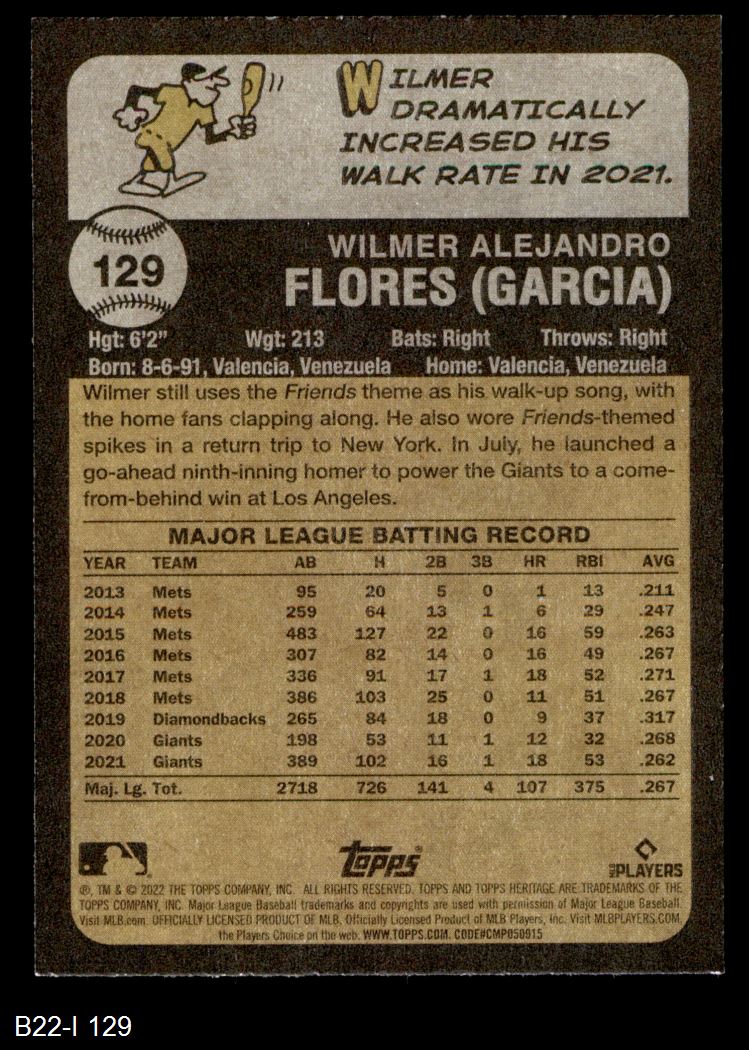 WILMER
DRAMATICALLY
INCREASED HIS
WALK RATE IN 2021.
129
WILMER ALEJANDRO
FLORES (GARCIA)
Hgt: 6'2" Wgt: 213 Bats: Right Throws: Right
Born: 8-6-91, Valencia, Venezuela Home: Valencia, Venezuela
Wilmer still uses the Friends theme as his walk-up song, with
the home fans clapping along. He also wore Friends-themed
spikes in a return trip to New York. In July, he launched a
go-ahead ninth-inning homer to power the Giants to a come-
from-behind win at Los Angeles.
MAJOR LEAGUE BATTING RECORD
YEAR TEAM AB H 2B 3B HR RBI AVG
2013 Mets 95 20 5 0 1 13 .211
2014 Mets 259 64 13 1 6 29 .247
2015 Mets 483 127 22 0 16 59 .263
2016 Mets 307 82 14 0 16 49 .267
2017 Mets 336 91 17 1 18 52 .271
2018 Mets 386 103 25 0 11 51 .267
2019 Diamondbacks 265 84 18 0 9 37 .317
2020 Giants 198 53 11 1 12 32 .268
2021 Giants 389 102 16 1 18 53 .262
Maj. Lg. Tot. 2718 726 141 4 107 375 .267
Topps
MLB PLAYERS
®, TM & © 2022 THE TOPPS COMPANY, INC. ALL RIGHTS RESERVED. TOPPS AND TOPPS HERITAGE ARE TRADEMARKS OF THE
TOPPS COMPANY, INC. Major League Baseball trademarks and copyrights are used with permission of Major League Baseball.
Visit MLB.com. OFFICIALLY LICENSED PRODUCT OF MLB. Officially Licensed Product of MLB Players, Inc. Visit MLBPLAYERS.COM,
the Players Choice on the web. WWW.TOPPS.COM. CODE#CMP050915
B22-I 129